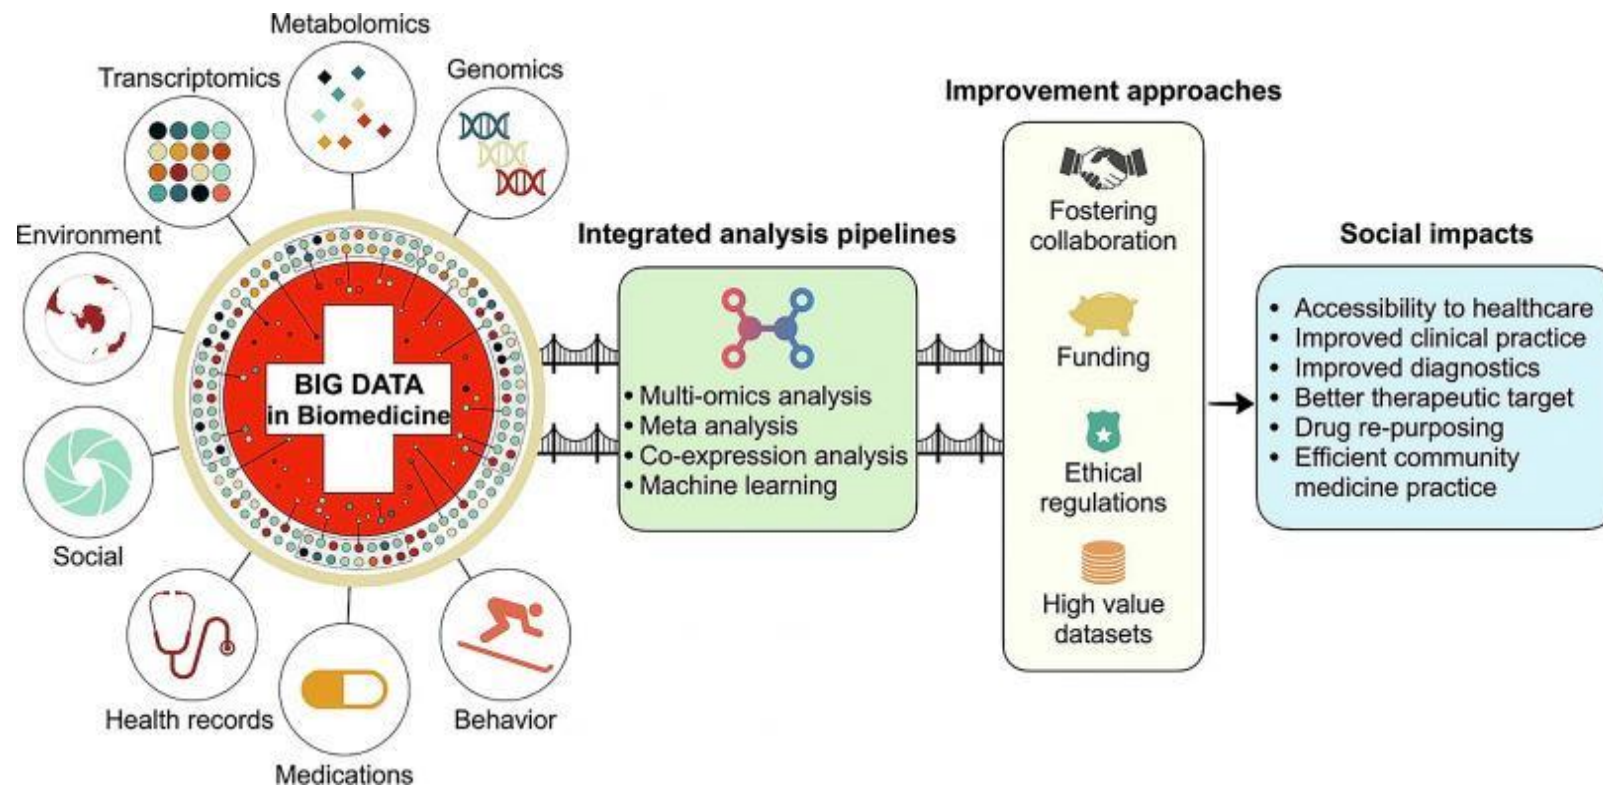 Metabolomics
Transcriptomics
Genomics
Environment
Social
Health records
Medications
Behavior
BIG DATA
in Biomedicine
Integrated analysis pipelines
• Multi-omics analysis
• Meta analysis
• Co-expression analysis
• Machine learning
Improvement approaches
Fostering
collaboration
Funding
Ethical
regulations
High value
datasets
Social impacts
• Accessibility to healthcare
• Improved clinical practice
• Improved diagnostics
• Better therapeutic target
• Drug re-purposing
• Efficient community
medicine practice